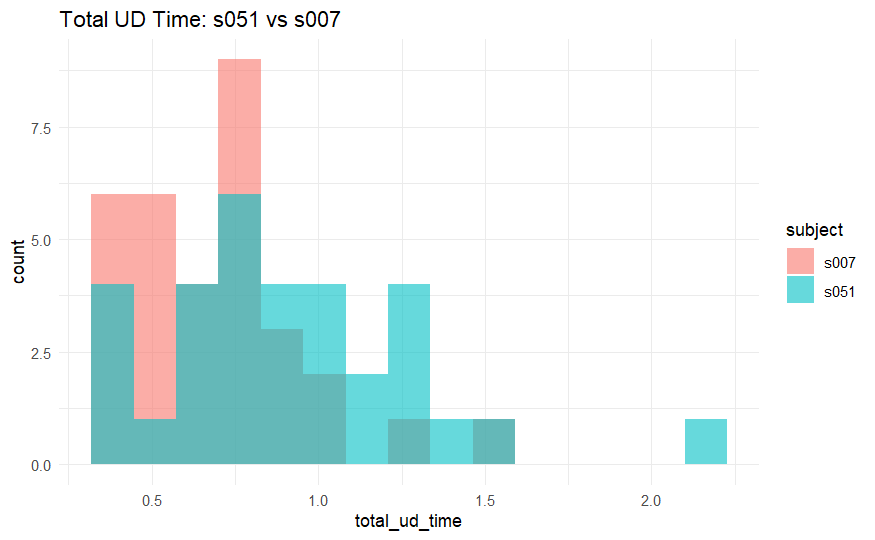 Total UD Time: s051 vs s007
7.5
5.0
2.5
0.0
count
0.5
1.0
1.5
2.0
total_ud_time
subject
s007
s051